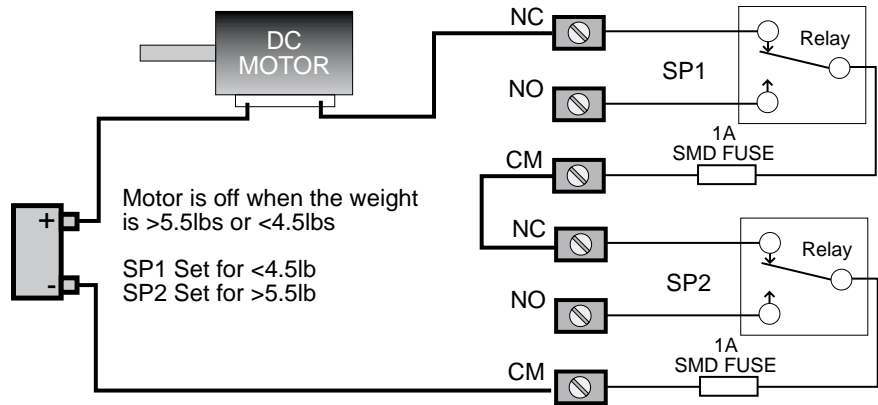 DC
MOTOR
NC
Relay
SP1
NO
1A
SMD FUSE
CM
Motor is off when the weight
is >5.5lbs or <4.5lbs
SP1 Set for <4.5lb
SP2 Set for >5.5lb
+
-
NC
Relay
SP2
NO
1A
SMD FUSE
CM